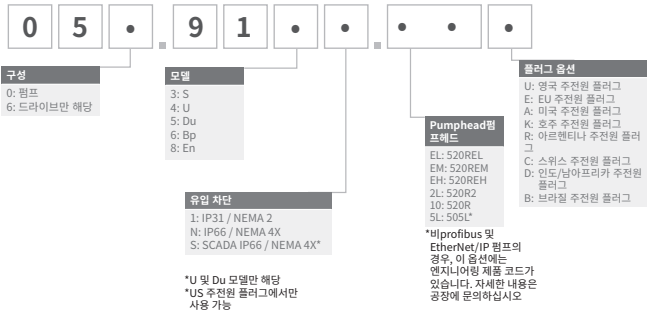 0 5 • . 9 1 • • . • • •
구성
0: 펌프
6: 드라이브만 해당
모델
3: S
4: U
5: Du
6: Bp
8: En
유입 차단
1: IP31 / NEMA 2
N: IP66 / NEMA 4X
S: SCADA IP66 / NEMA 4X*
*U 및 Du 모델만 해당
*US 주전원 플러그에서만
사용 가능
Pumphead펌
프헤드
EL: 520REL
EM: 520REM
EH: 520REH
2L: 520R2
10: 520R
5L: 505L*
*비profibus 및
EtherNet/IP 펌프의
경우, 이 옵션에는
엔지니어링 제품 코드가
있습니다. 자세한 내용은
공장에 문의하십시오
플러그 옵션
U: 영국 주전원 플러그
E: EU 주전원 플러그
A: 미국 주전원 플러그
K: 호주 주전원 플러그
R: 아르헨티나 주전원 플러
그
C: 스위스 주전원 플러그
D: 인도/남아프리카 주전원
플러그
B: 브라질 주전원 플러그